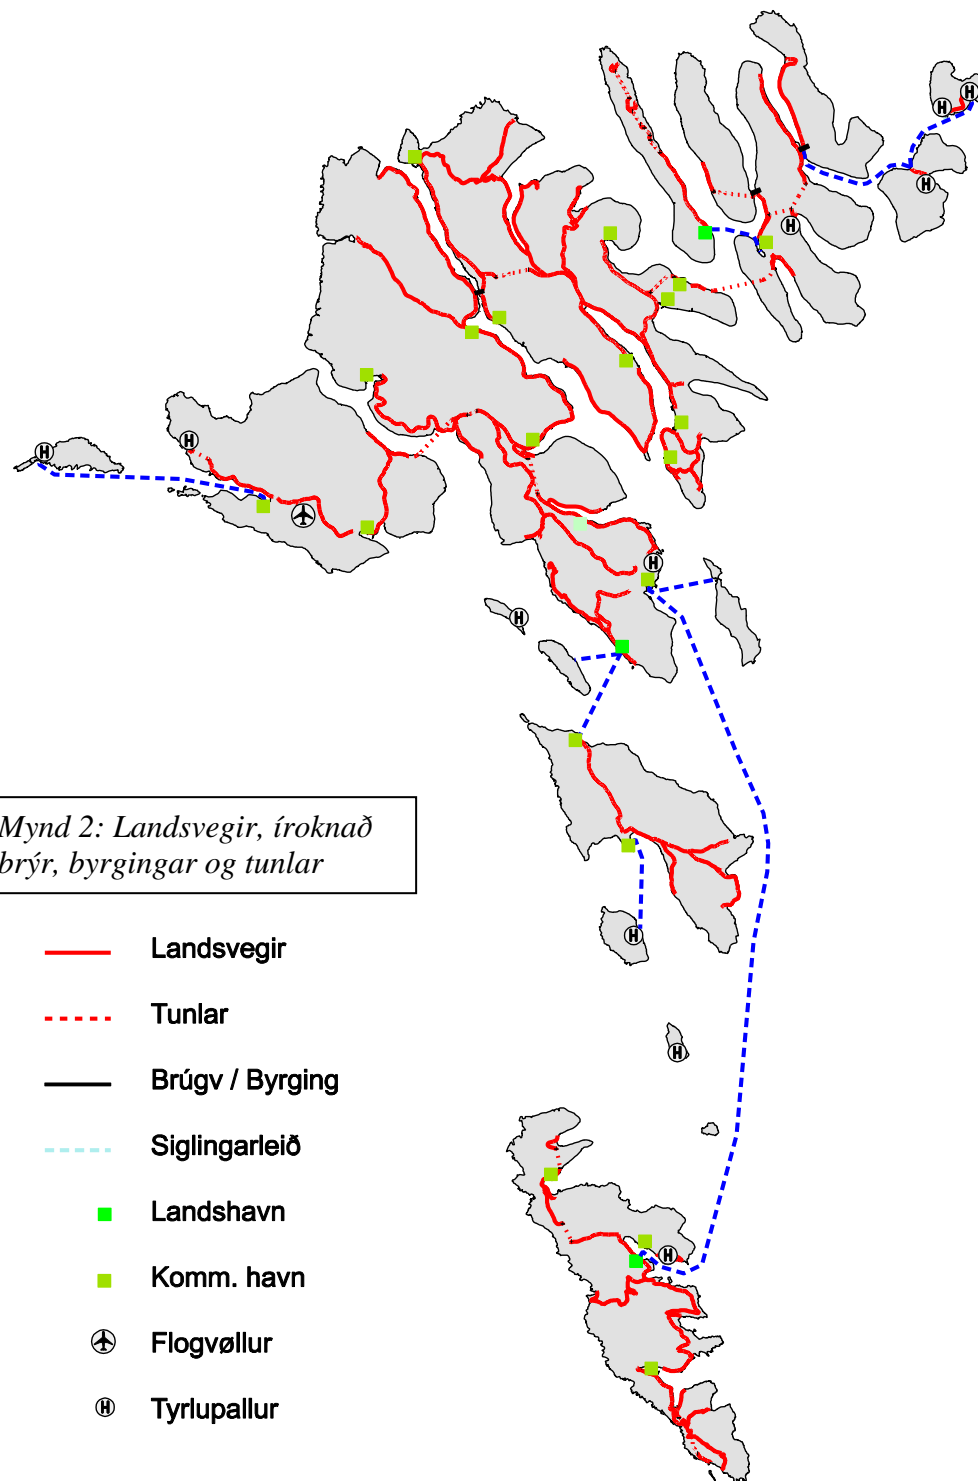 Mynd 2: Landsvegir, íroknað
brýr, byrgingar og tunlar
Landsvegir
Tunlar
Brúgv / Byrging
Siglingarleið
Landshavn
Komm. havn
Flogvøllur
H Tyrlupallur
H
H
H
H
H
H
H
H
H
H
H